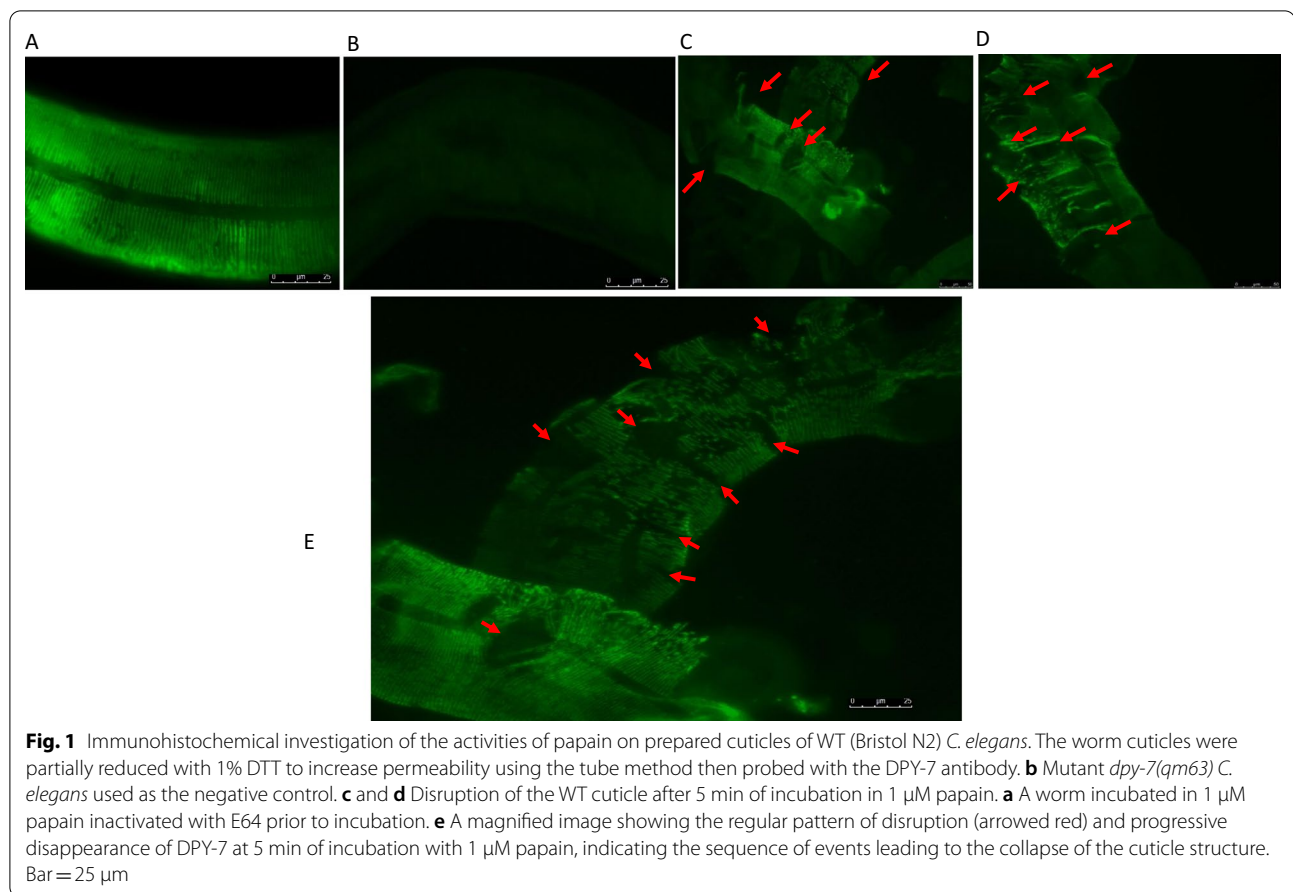 A
B
C
D
0 µm 25
0 µm 25
E
0 µm 25
Fig. 1 Immunohistochemical investigation of the activities of papain on prepared cuticles of WT (Bristol N2) C. elegans. The worm cuticles were
partially reduced with 1% DTT to increase permeability using the tube method then probed with the DPY-7 antibody. b Mutant dpy-7(qm63) C.
elegans used as the negative control. c and d Disruption of the WT cuticle after 5 min of incubation in 1 µM papain. a A worm incubated in 1 µM
papain inactivated with E64 prior to incubation. e A magnified image showing the regular pattern of disruption (arrowed red) and progressive
disappearance of DPY-7 at 5 min of incubation with 1 µM papain, indicating the sequence of events leading to the collapse of the cuticle structure.
Bar = 25 µm